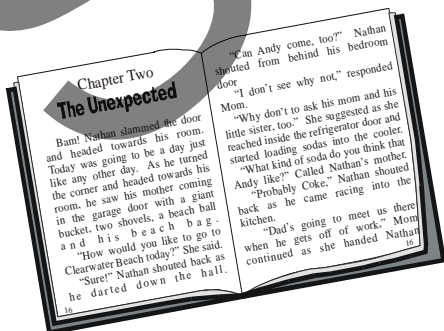 Chapter Two
The Unexpected
Bam! Nathan slammed the door
and headed towards his room.
Today was going to be a day just
like any other day. As he turned
the corner and headed towards his
room, he saw his mother coming
in the garage door with a giant
bucket, two shovels, a beach ball
and his beach bag.
“How would you like to go to
Clearwater Beach today?” She said.
“Sure!” Nathan shouted back as
he darted down the hall.
16
“Can Andy come, too?” Nathan
shouted from behind his bedroom
door
“I don’t see why not,” responded
Mom.
“Why don’t to ask his mom and his
little sister, too.” She suggested as she
reached inside the refrigerator door and
started loading sodas into the cooler.
“What kind of soda do you think that
Andy like?” Called Nathan’s mother.
“Probably Coke,” Nathan shouted
back as he came racing into the
kitchen.
“Dad’s going to meet us there
when he gets off of work,” Mom
continued as she handed Nathan
16